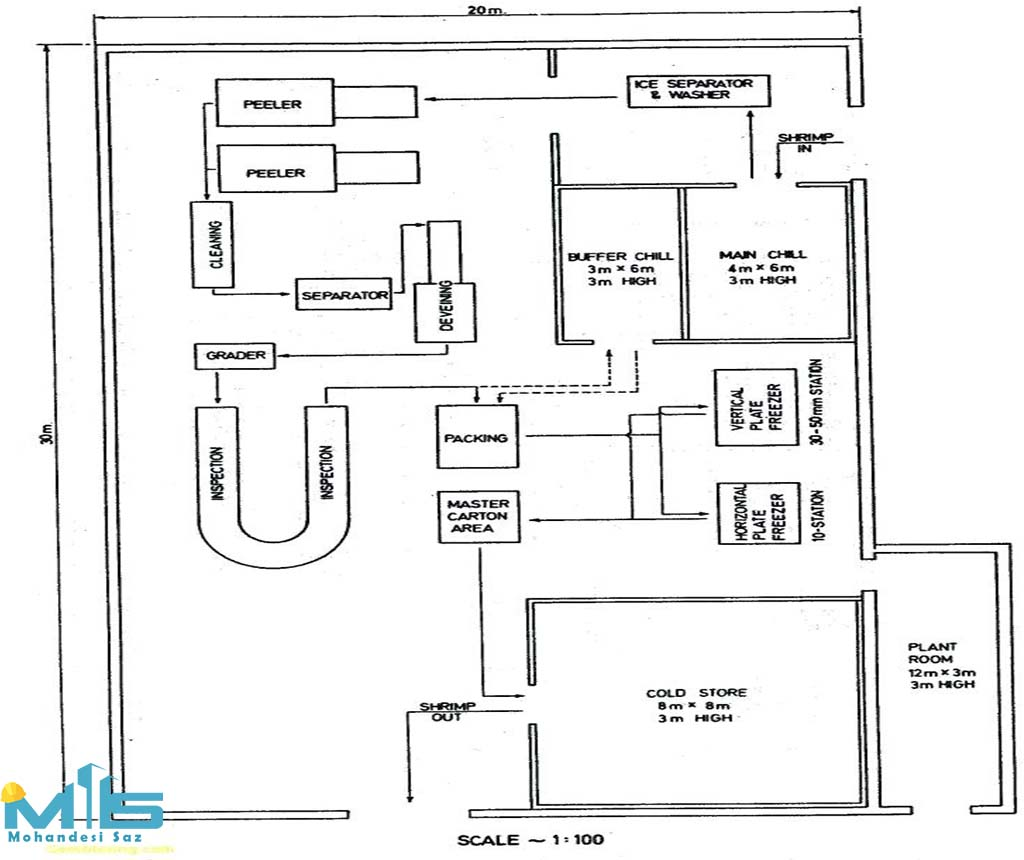 20m.
ICE SEPARATOR
& WASHER
PEELER
SHRIMP
IN
PEELER
CLEANING
BUFFER CHILL
3m × 6m
3m HIGH
MAIN CHILL
4m × 6m
3m HIGH
SEPARATOR
DEVEINING
GRADER
30m.
INSPECTION
INSPECTION
PACKING
VERTICAL
PLATE
FREEZER
30-50mm STATION
MASTER
CARTON
AREA
HORIZONTAL
PLATE
FREEZER
10-STATION
PLANT
ROOM
12m × 3m
3m HIGH
COLD STORE
8m × 8m
3m HIGH
SHRIMP
OUT
MIS
Mohandesi Saz
SCALE ~ 1:100